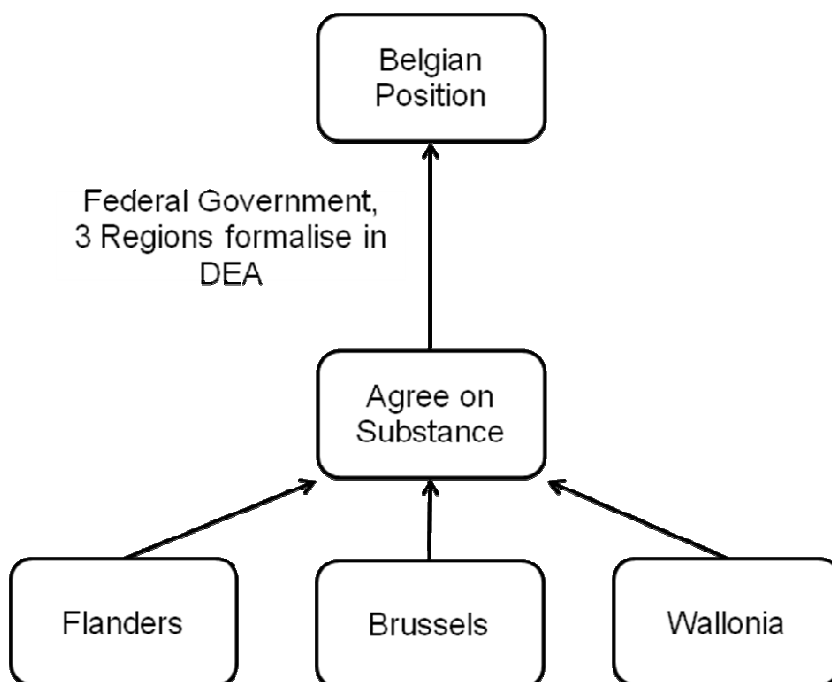 Belgian
Position
Federal Government,
3 Regions formalise in
DEA
Agree on
Substance
Flanders
Brussels
Wallonia